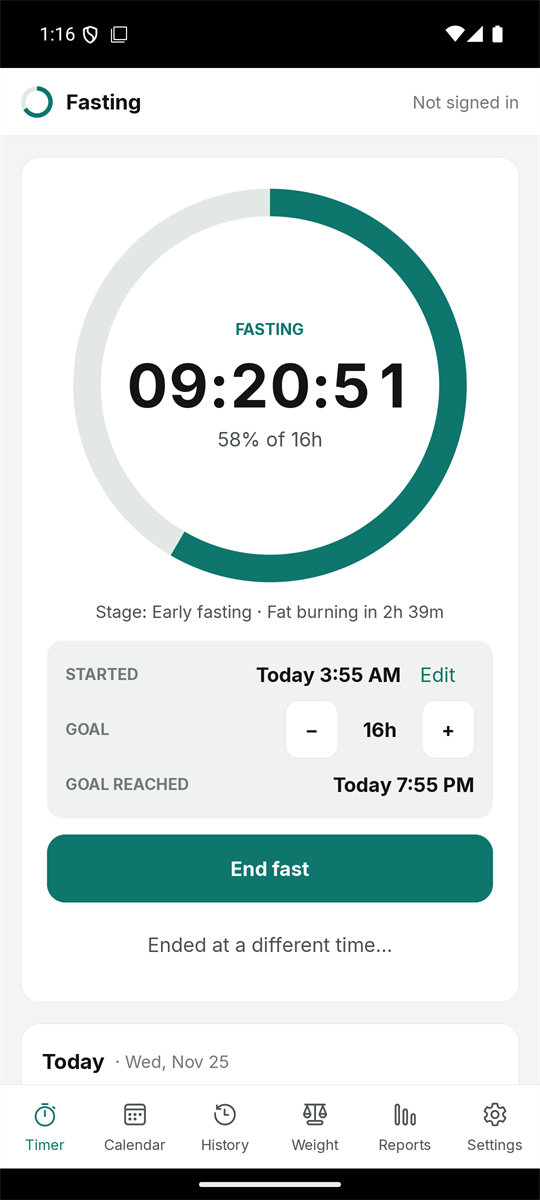 1:16
Fasting
Not signed in
FASTING
09:20:51
58% of 16h
Stage: Early fasting · Fat burning in 2h 39m
STARTED Today 3:55 AM Edit
GOAL − 16h +
GOAL REACHED Today 7:55 PM
End fast
Ended at a different time...
Today · Wed, Nov 25
Timer Calendar History Weight Reports Settings